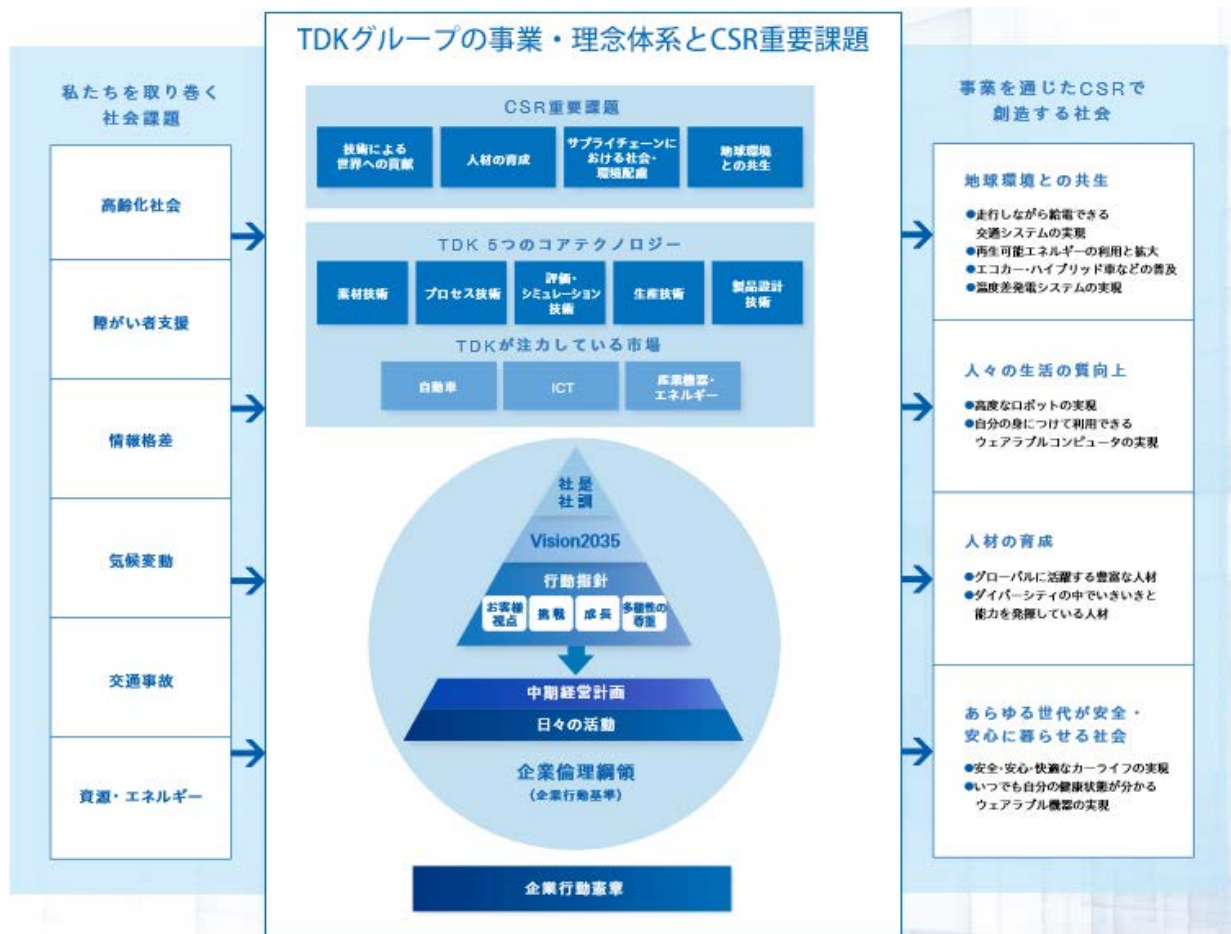 TDKグループの事業・理念体系とCSR重要課題
私たちを取り巻く
社会課題
高齢化社会
障がい者支援
情報格差
気候変動
交通事故
資源・エネルギー
CSR重要課題
技術による
世界への貢献
人材の育成
サプライチェーンに
おける社会・
環境配慮
地球環境
との共生
TDK 5つのコアテクノロジー
素材技術
プロセス技術
評価・
シミュレーション
技術
生産技術
製品設計
技術
TDKが注力している市場
自動車
ICT
産業機器・
エネルギー
社是
社訓
Vision2035
行動指針
お客様
視点
挑戦
成長
多様性の
尊重
中期経営計画
日々の活動
企業倫理綱領
(企業行動基準)
企業行動憲章
事業を通じたCSRで
創造する社会
地球環境との共生
●走行しながら給電できる
交通システムの実現
●再生可能エネルギーの利用と拡大
●エコカー・ハイブリッド車などの普及
●温度差発電システムの実現
人々の生活の質向上
●高度なロボットの実現
●自分の身につけて利用できる
ウェアラブルコンピュータの実現
人材の育成
●グローバルに活躍する豊富な人材
●ダイバーシティの中でいきいきと
能力を発揮している人材
あらゆる世代が安全・
安心に暮らせる社会
●安全・安心・快適なカーライフの実現
●いつでも自分の健康状態が分かる
ウェアラブル機器の実現